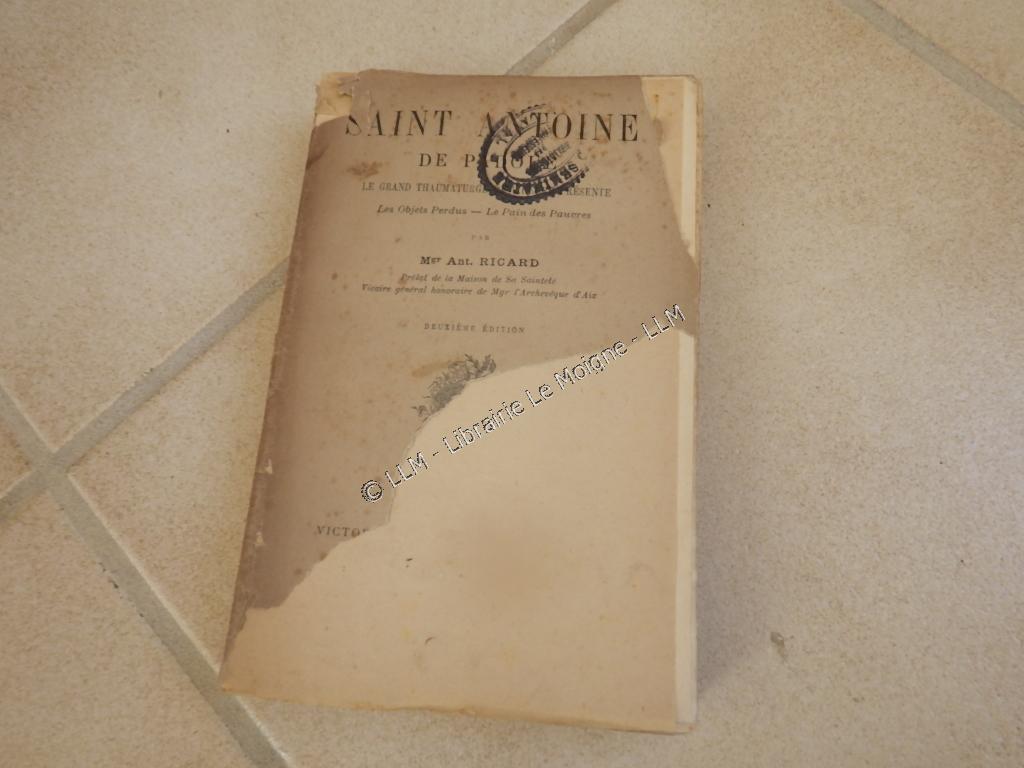 SAINT ANTOINE
DE
LE GRAND THAUMATURGE
Les Objets Perdus — Le Pain des Pauvres
PAR
Mgr Ant. RICARD
Prélat de la Maison de Sa Sainteté
Vicaire général honoraire de Mgr l'Archevêque d'Aix
DEUXIÈME ÉDITION
SEMINAIRE
© LLM - Librairie Le Moigne - LLM